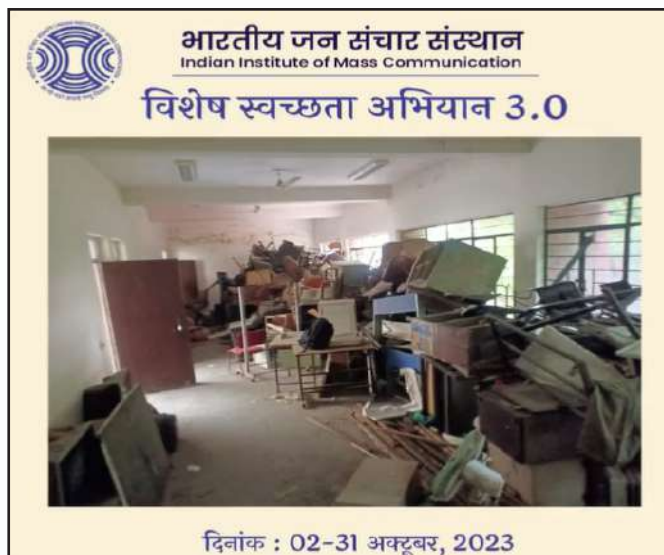 भारतीय जन संचार संस्थान
Indian Institute of Mass Communication
विशेष स्वच्छता अभियान 3.0
दिनांक : 02-31 अक्टूबर, 2023